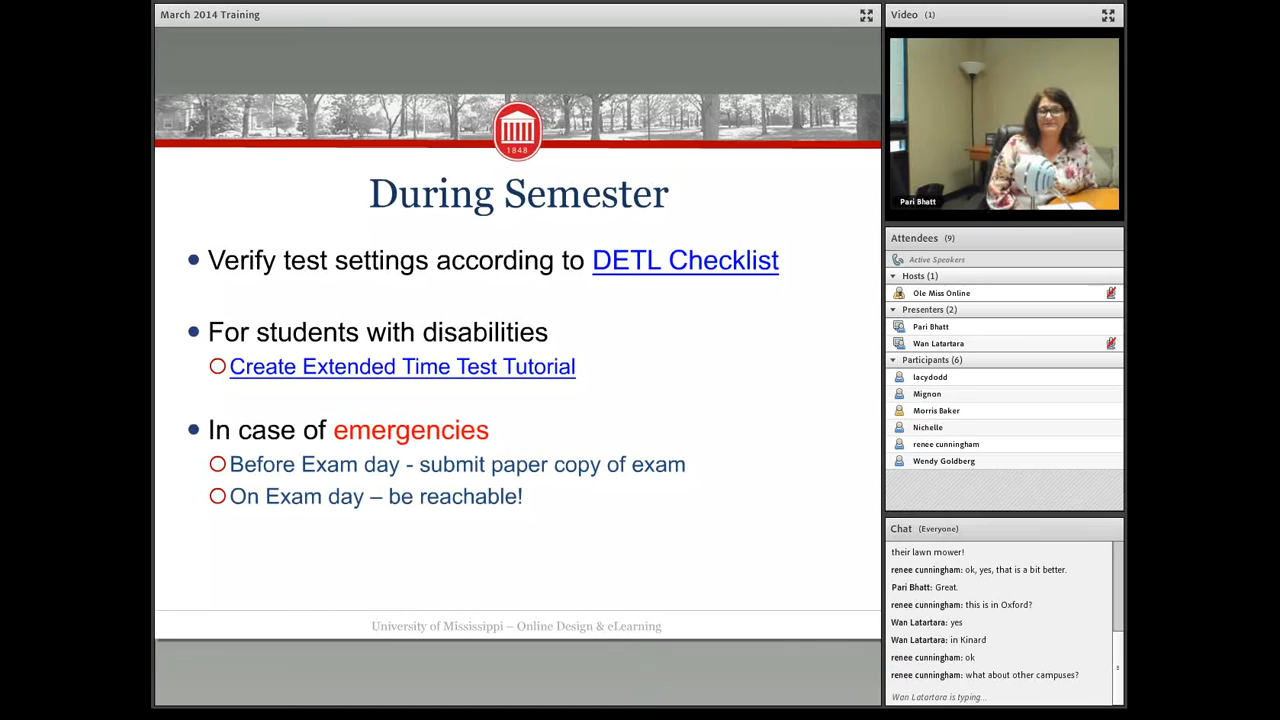 March 2014 Training
1848
During Semester
Verify test settings according to DETL Checklist
For students with disabilities
Create Extended Time Test Tutorial
In case of emergencies
Before Exam day - submit paper copy of exam
On Exam day – be reachable!
University of Mississippi – Online Design & eLearning
Video (1)
Pari Bhatt
Attendees (9)
Active Speakers
Hosts (1)
Ole Miss Online
Presenters (2)
Pari Bhatt
Wan Latartara
Participants (6)
lacydodd
Mignon
Morris Baker
Nichelle
renee cunningham
Wendy Goldberg
Chat (Everyone)
their lawn mower!
renee cunningham: ok, yes, that is a bit better.
Pari Bhatt: Great.
renee cunningham: this is in Oxford?
Wan Latartara: yes
Wan Latartara: in Kinard
renee cunningham: ok
renee cunningham: what about other campuses?
Wan Latartara is typing...